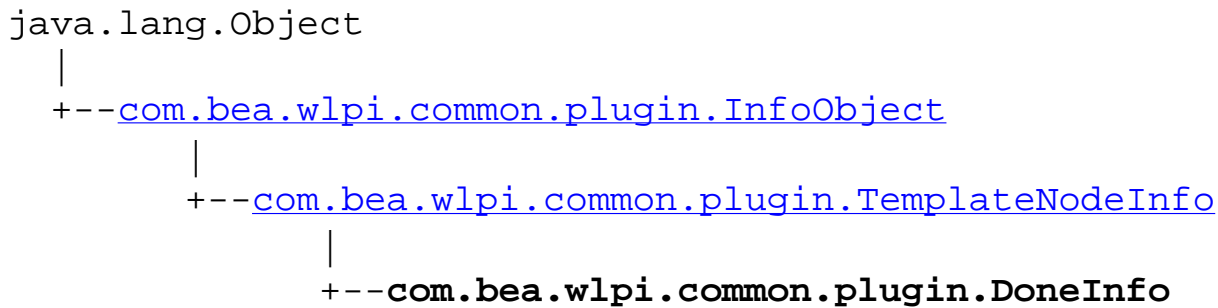 java.lang.Object
|
+--com.bea.wlpi.common.plugin.InfoObject
|
+--com.bea.wlpi.common.plugin.TemplateNodeInfo
|
+--com.bea.wlpi.common.plugin.DoneInfo